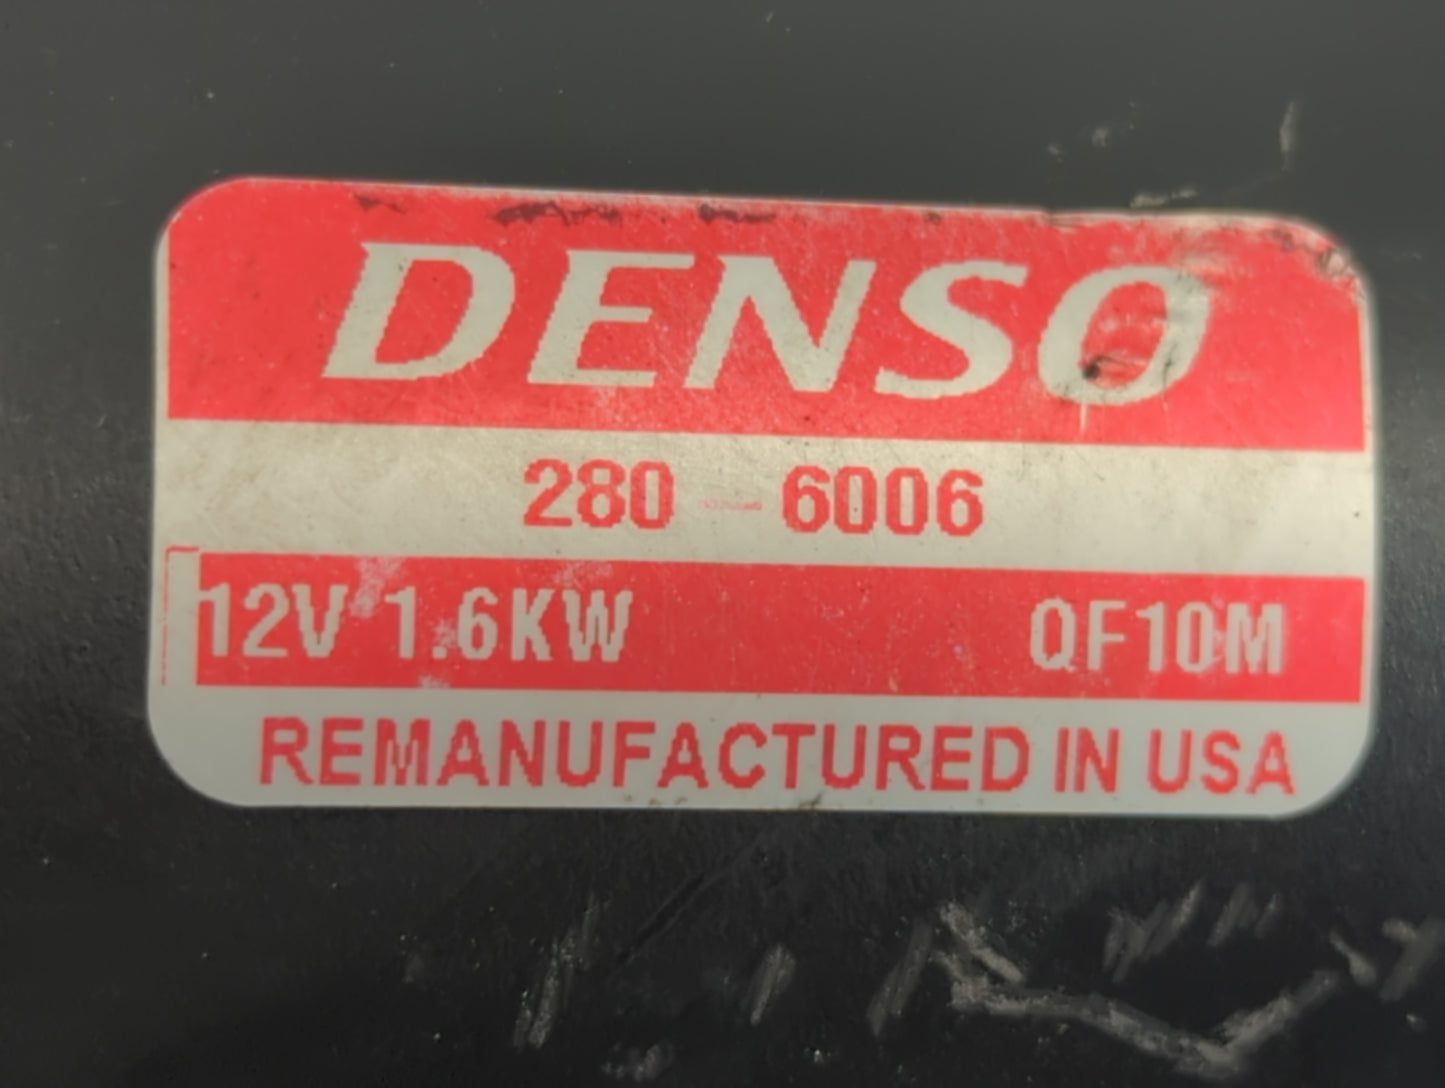 DENSO
280 - 6006
12V 1.6KW QF10M
REMANUFACTURED IN USA